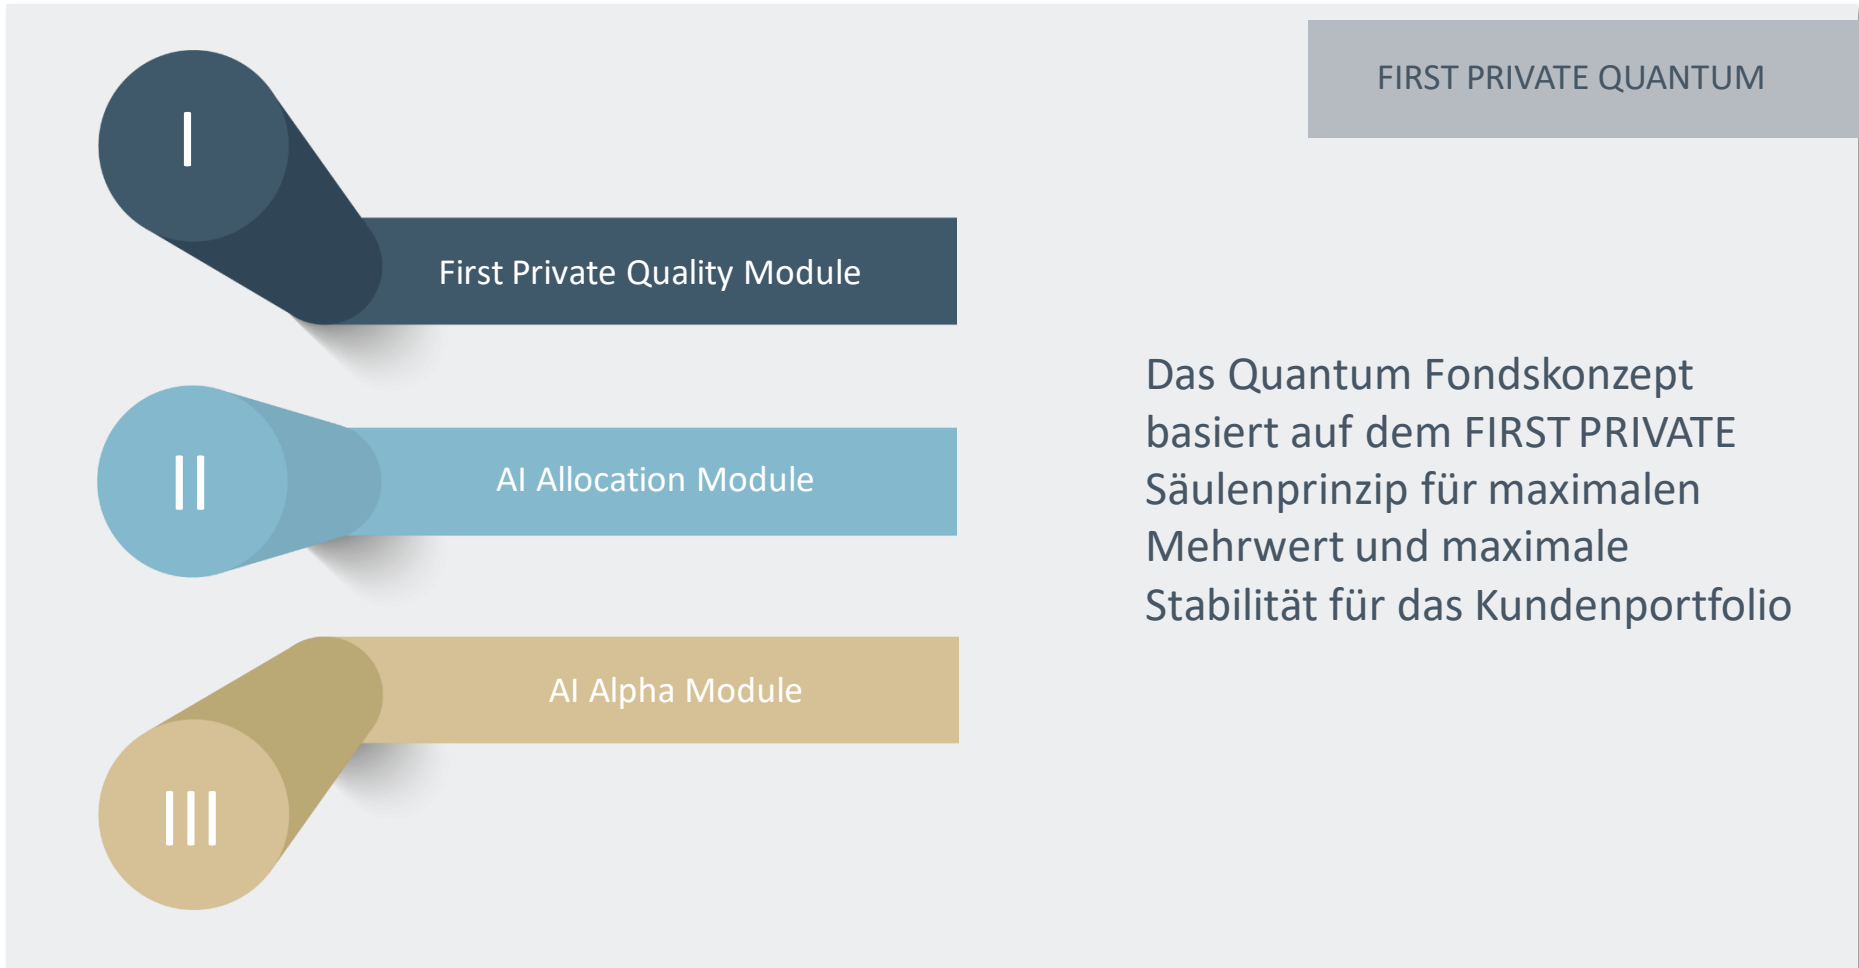 FIRST PRIVATE QUANTUM
I
First Private Quality Module
II
AI Allocation Module
III
AI Alpha Module
Das Quantum Fondskonzept
basiert auf dem FIRST PRIVATE
Säulenprinzip für maximalen
Mehrwert und maximale
Stabilität für das Kundenportfolio